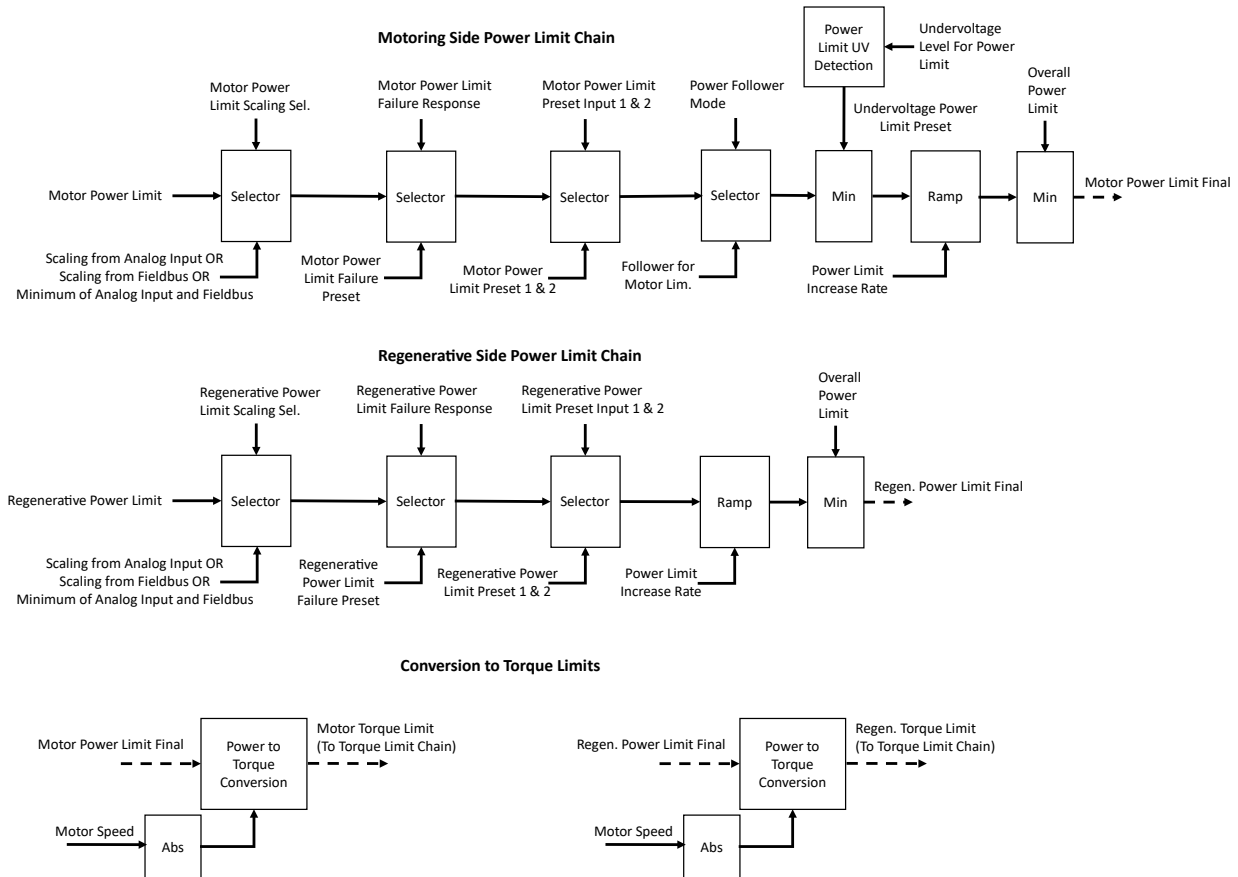 Motoring Side Power Limit Chain
Power
Limit UV
Detection
Undervoltage
Level For Power
Limit
Motor Power
Limit Scaling Sel.
Motor Power Limit
Failure Response
Motor Power Limit
Preset Input 1 & 2
Power Follower
Mode
Undervoltage Power
Limit Preset
Overall
Power
Limit
Motor Power Limit
Selector
Selector
Selector
Selector
Min
Ramp
Min
Motor Power Limit Final
Scaling from Analog Input OR
Scaling from Fieldbus OR
Minimum of Analog Input and Fieldbus
Motor Power
Limit Failure
Preset
Motor Power
Limit Preset 1 & 2
Follower for
Motor Lim.
Power Limit
Increase Rate
Regenerative Side Power Limit Chain
Regenerative Power
Limit Scaling Sel.
Regenerative Power
Limit Failure Response
Regenerative Power
Limit Preset Input 1 & 2
Overall
Power
Limit
Regenerative Power Limit
Selector
Selector
Selector
Ramp
Min
Regen. Power Limit Final
Scaling from Analog Input OR
Scaling from Fieldbus OR
Minimum of Analog Input and Fieldbus
Regenerative
Power Limit
Failure Preset
Regenerative Power
Limit Preset 1 & 2
Power Limit
Increase Rate
Conversion to Torque Limits
Motor Power Limit Final
Power to
Torque
Conversion
Motor Torque Limit
(To Torque Limit Chain)
Motor Speed
Abs
Regen. Power Limit Final
Power to
Torque
Conversion
Regen. Torque Limit
(To Torque Limit Chain)
Motor Speed
Abs